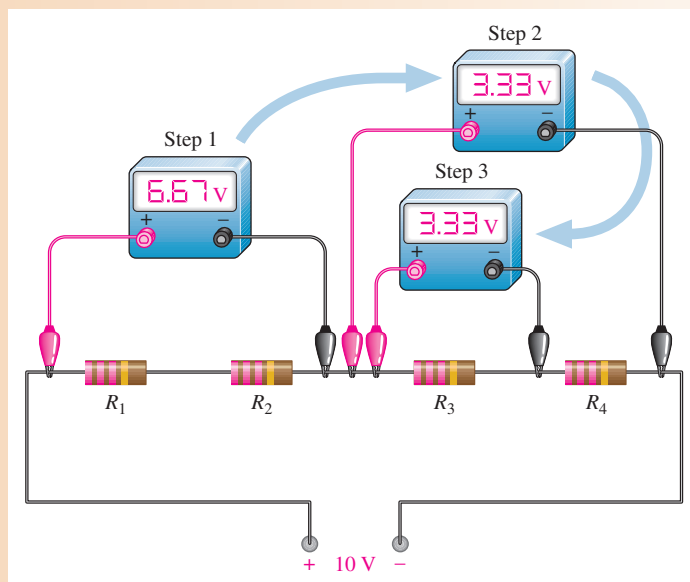 Step 2
3.33 V
+ −
Step 1
6.67 V
+ −
Step 3
3.33 V
+ −
R1
R2
R3
R4
+ 10 V −